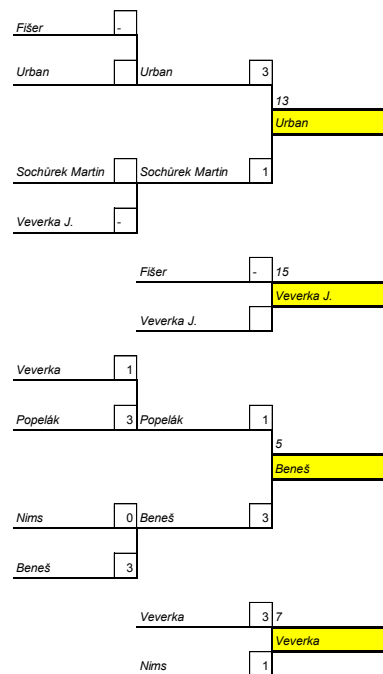 Fišer -
Urban Urban 3
13
Urban
Sochůrek Martin Sochůrek Martin 1
Veverka J. -
Fišer - 15
Veverka J.
Veverka J.
Veverka 1
Popelák 3 Popelák 1
5
Beneš
Nims 0 Beneš 3
Beneš 3
Veverka 3 7
Veverka
Nims 1